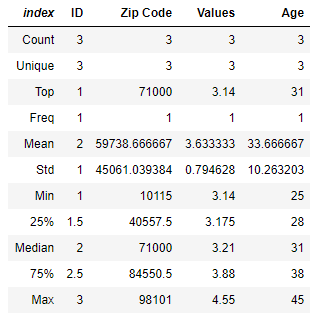 index ID Zip Code Values Age
Count 3 3 3 3
Unique 3 3 3 3
Top 1 71000 3.14 31
Freq 1 1 1 1
Mean 2 59738.666667 3.633333 33.666667
Std 1 45061.039384 0.794628 10.263203
Min 1 10115 3.14 25
25% 1.5 40557.5 3.175 28
Median 2 71000 3.21 31
75% 2.5 84550.5 3.88 38
Max 3 98101 4.55 45